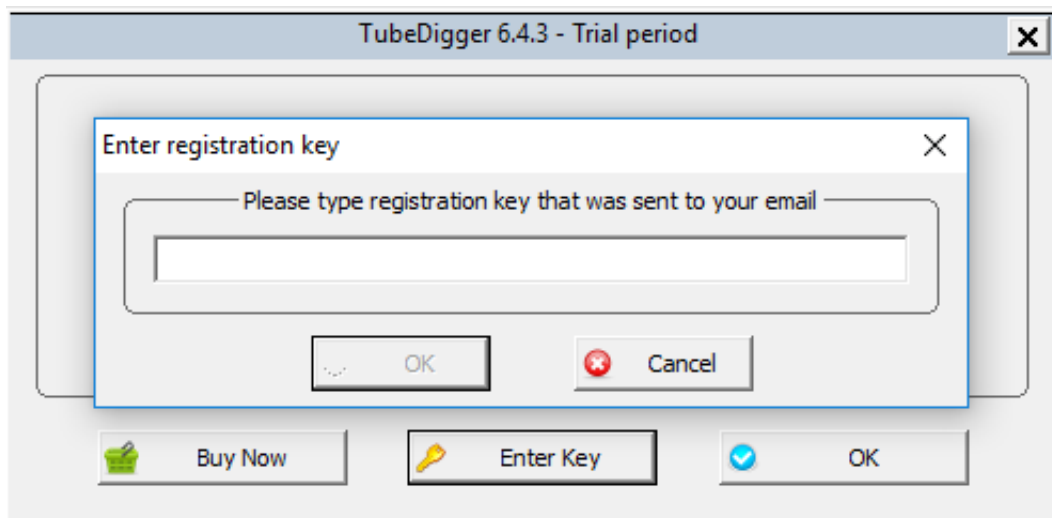 TubeDigger 6.4.3 - Trial period
Enter registration key
Please type registration key that was sent to your email
OK Cancel
Buy Now Enter Key OK